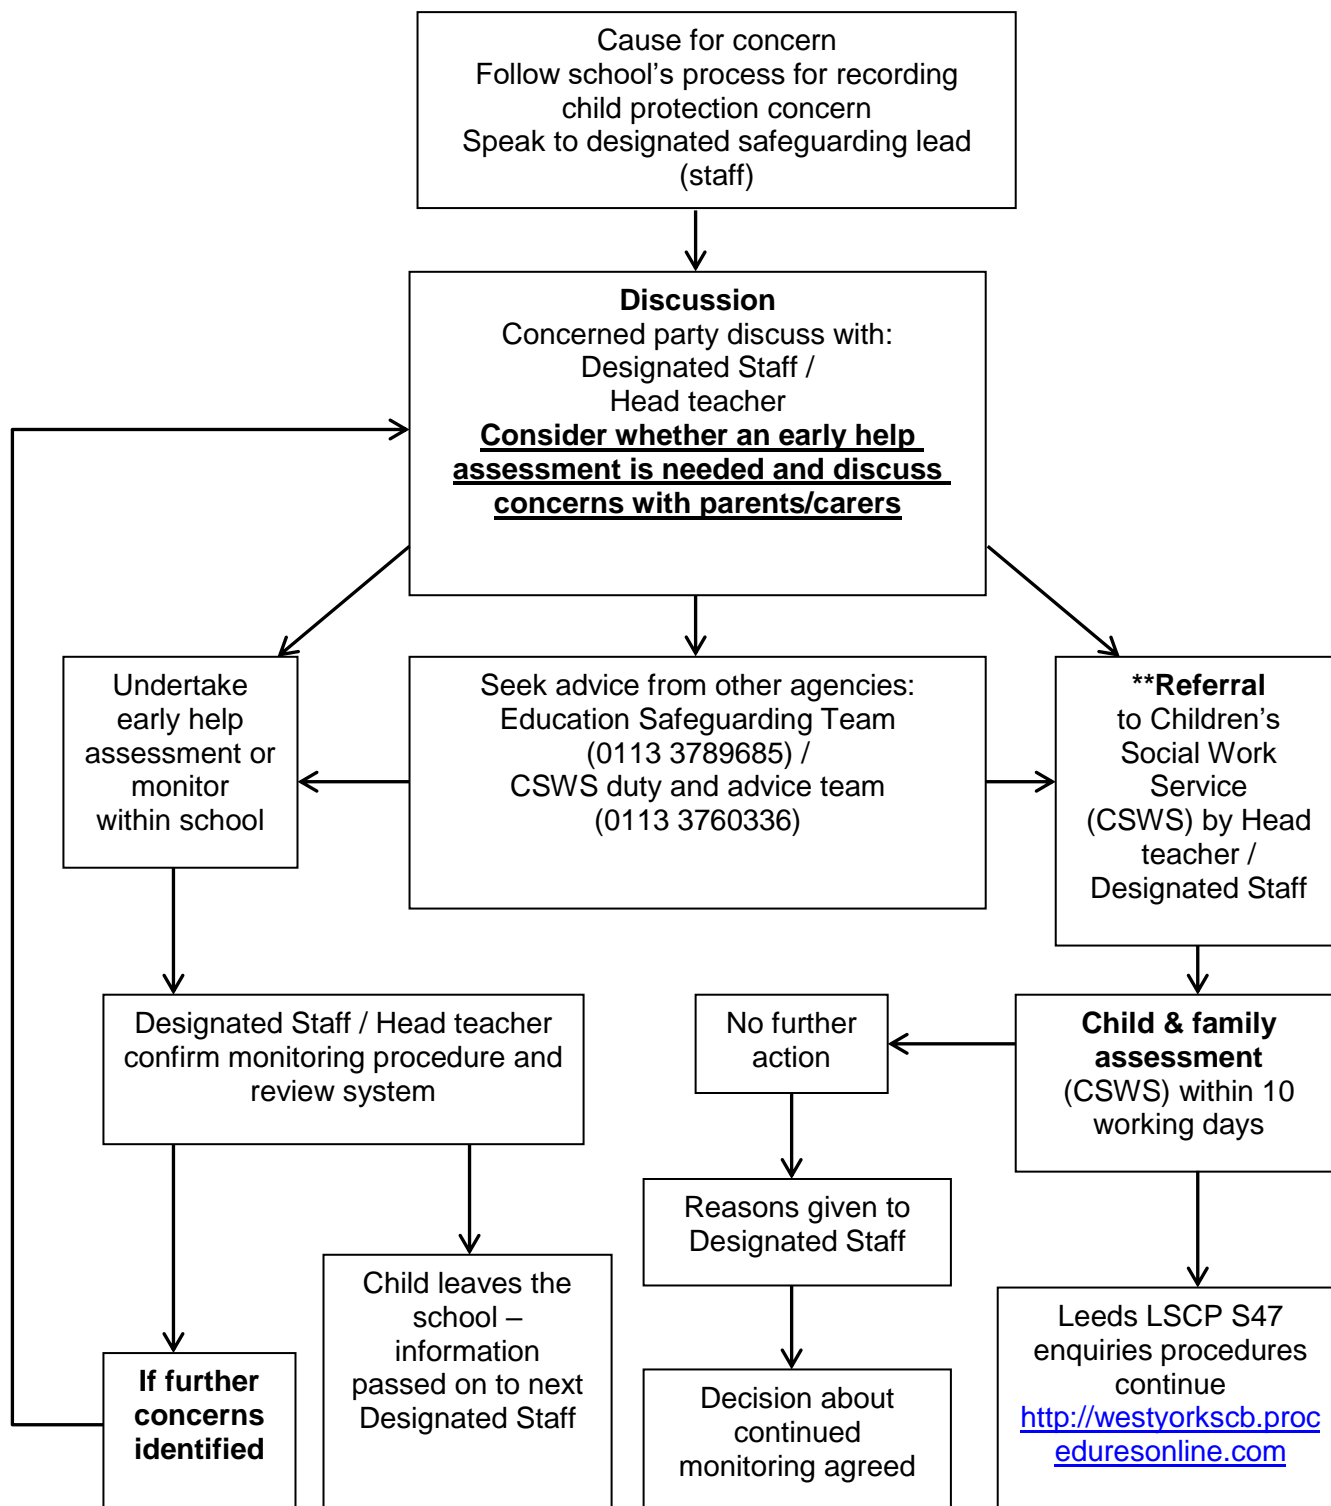 Cause for concern
Follow school’s process for recording
child protection concern
Speak to designated safeguarding lead
(staff)
Discussion
Concerned party discuss with:
Designated Staff /
Head teacher
Consider whether an early help
assessment is needed and discuss
concerns with parents/carers
Undertake
early help
assessment or
monitor
within school
Seek advice from other agencies:
Education Safeguarding Team
(0113 3789685) /
CSWS duty and advice team
(0113 3760336)
**Referral
to Children’s
Social Work
Service
(CSWS) by Head
teacher /
Designated Staff
Designated Staff / Head teacher
confirm monitoring procedure and
review system
No further
action
Child & family
assessment
(CSWS) within 10
working days
Reasons given to
Designated Staff
Child leaves the
school –
information
passed on to next
Designated Staff
If further
concerns
identified
Decision about
continued
monitoring agreed
Leeds LSCP S47
enquiries procedures
continue
http://westyorkscb.proc
eduresonline.com